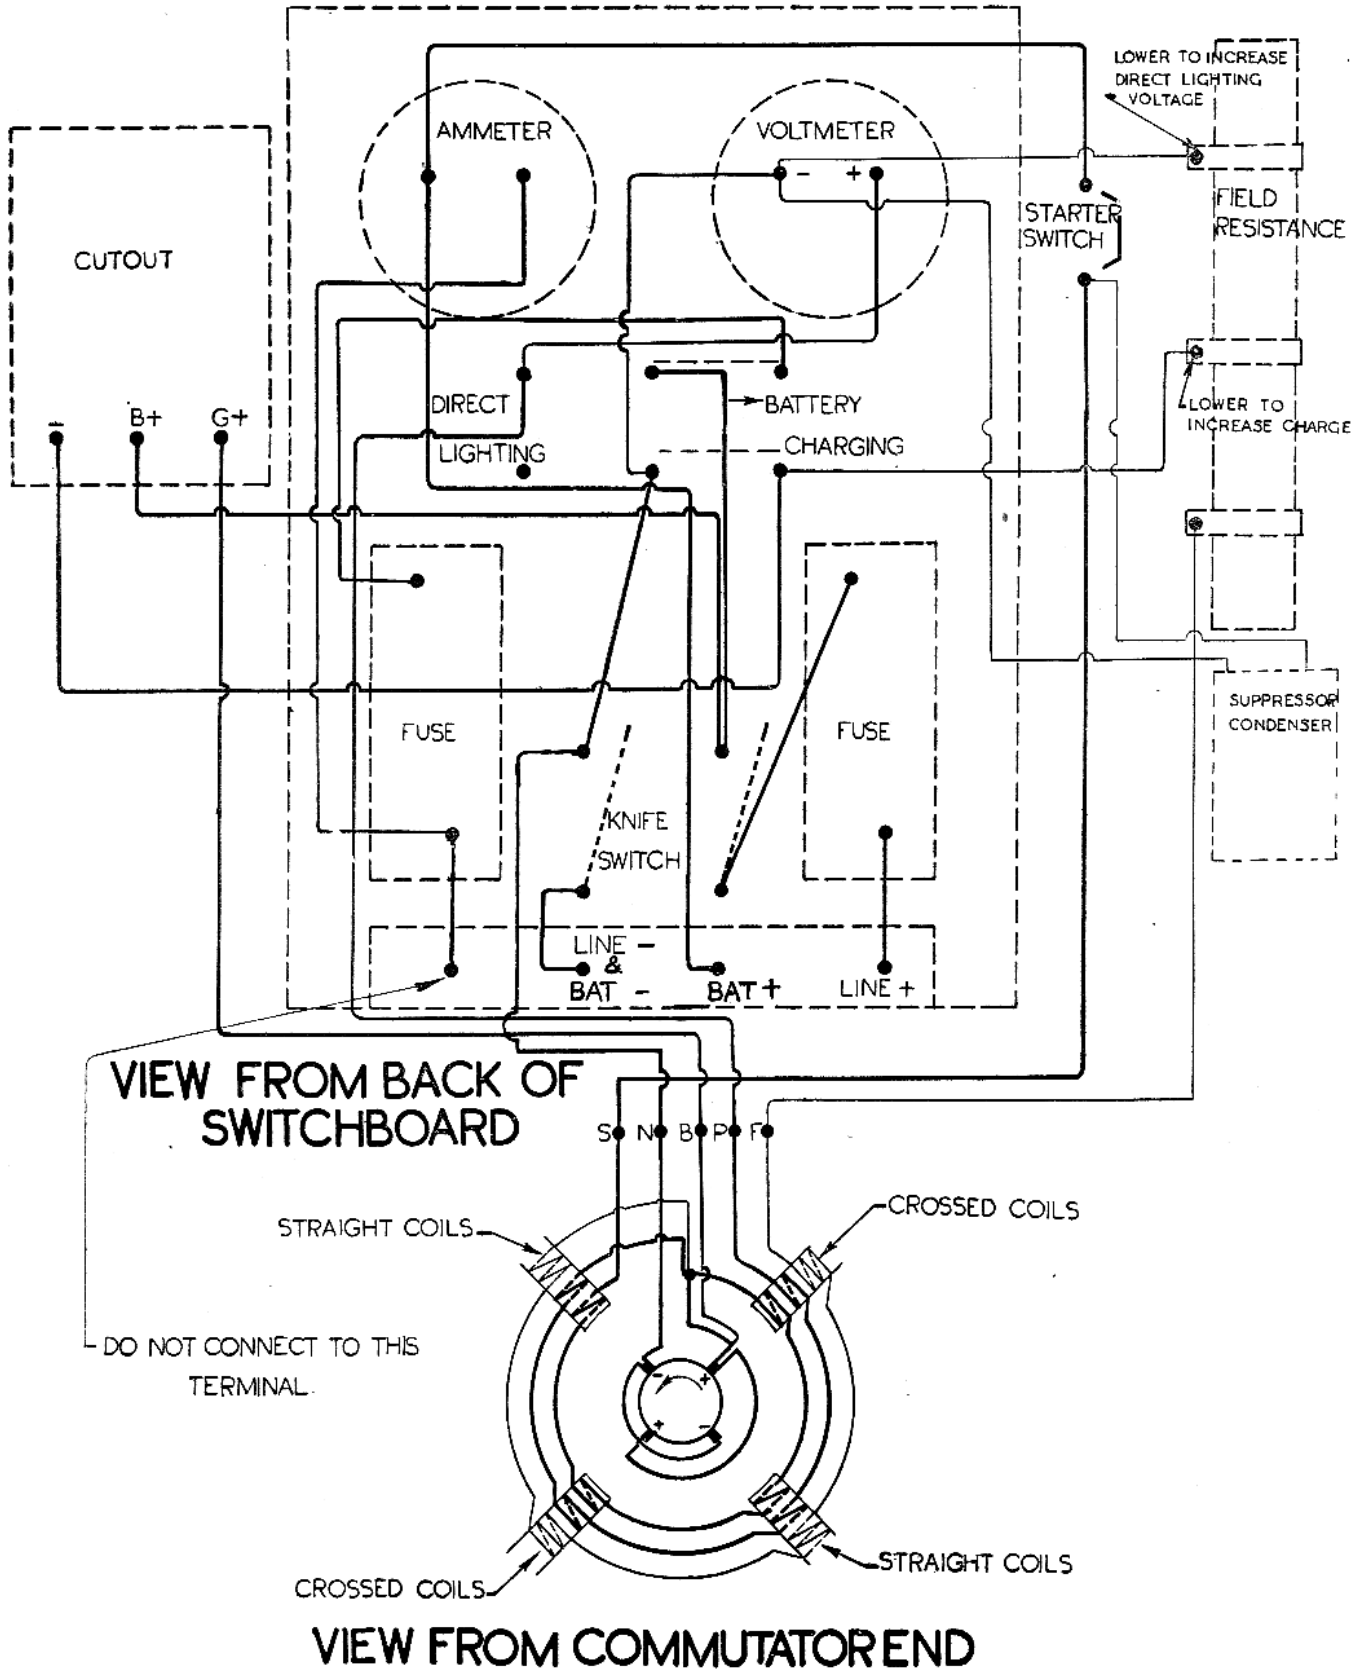 LOWER TO INCREASE
DIRECT LIGHTING
VOLTAGE
AMMETER
VOLTMETER
- +
FIELD
RESISTANCE
STARTER
SWITCH
CUTOUT
- B+ G+
DIRECT
LIGHTING
BATTERY
CHARGING
LOWER TO
INCREASE CHARGE
FUSE
FUSE
SUPPRESSOR
CONDENSER
KNIFE
SWITCH
LINE -
&
BAT -
BAT +
LINE +
VIEW FROM BACK OF
SWITCHBOARD
S N B P F
STRAIGHT COILS
CROSSED COILS
DO NOT CONNECT TO THIS
TERMINAL.
- +
+ -
CROSSED COILS
STRAIGHT COILS
VIEW FROM COMMUTATOR END